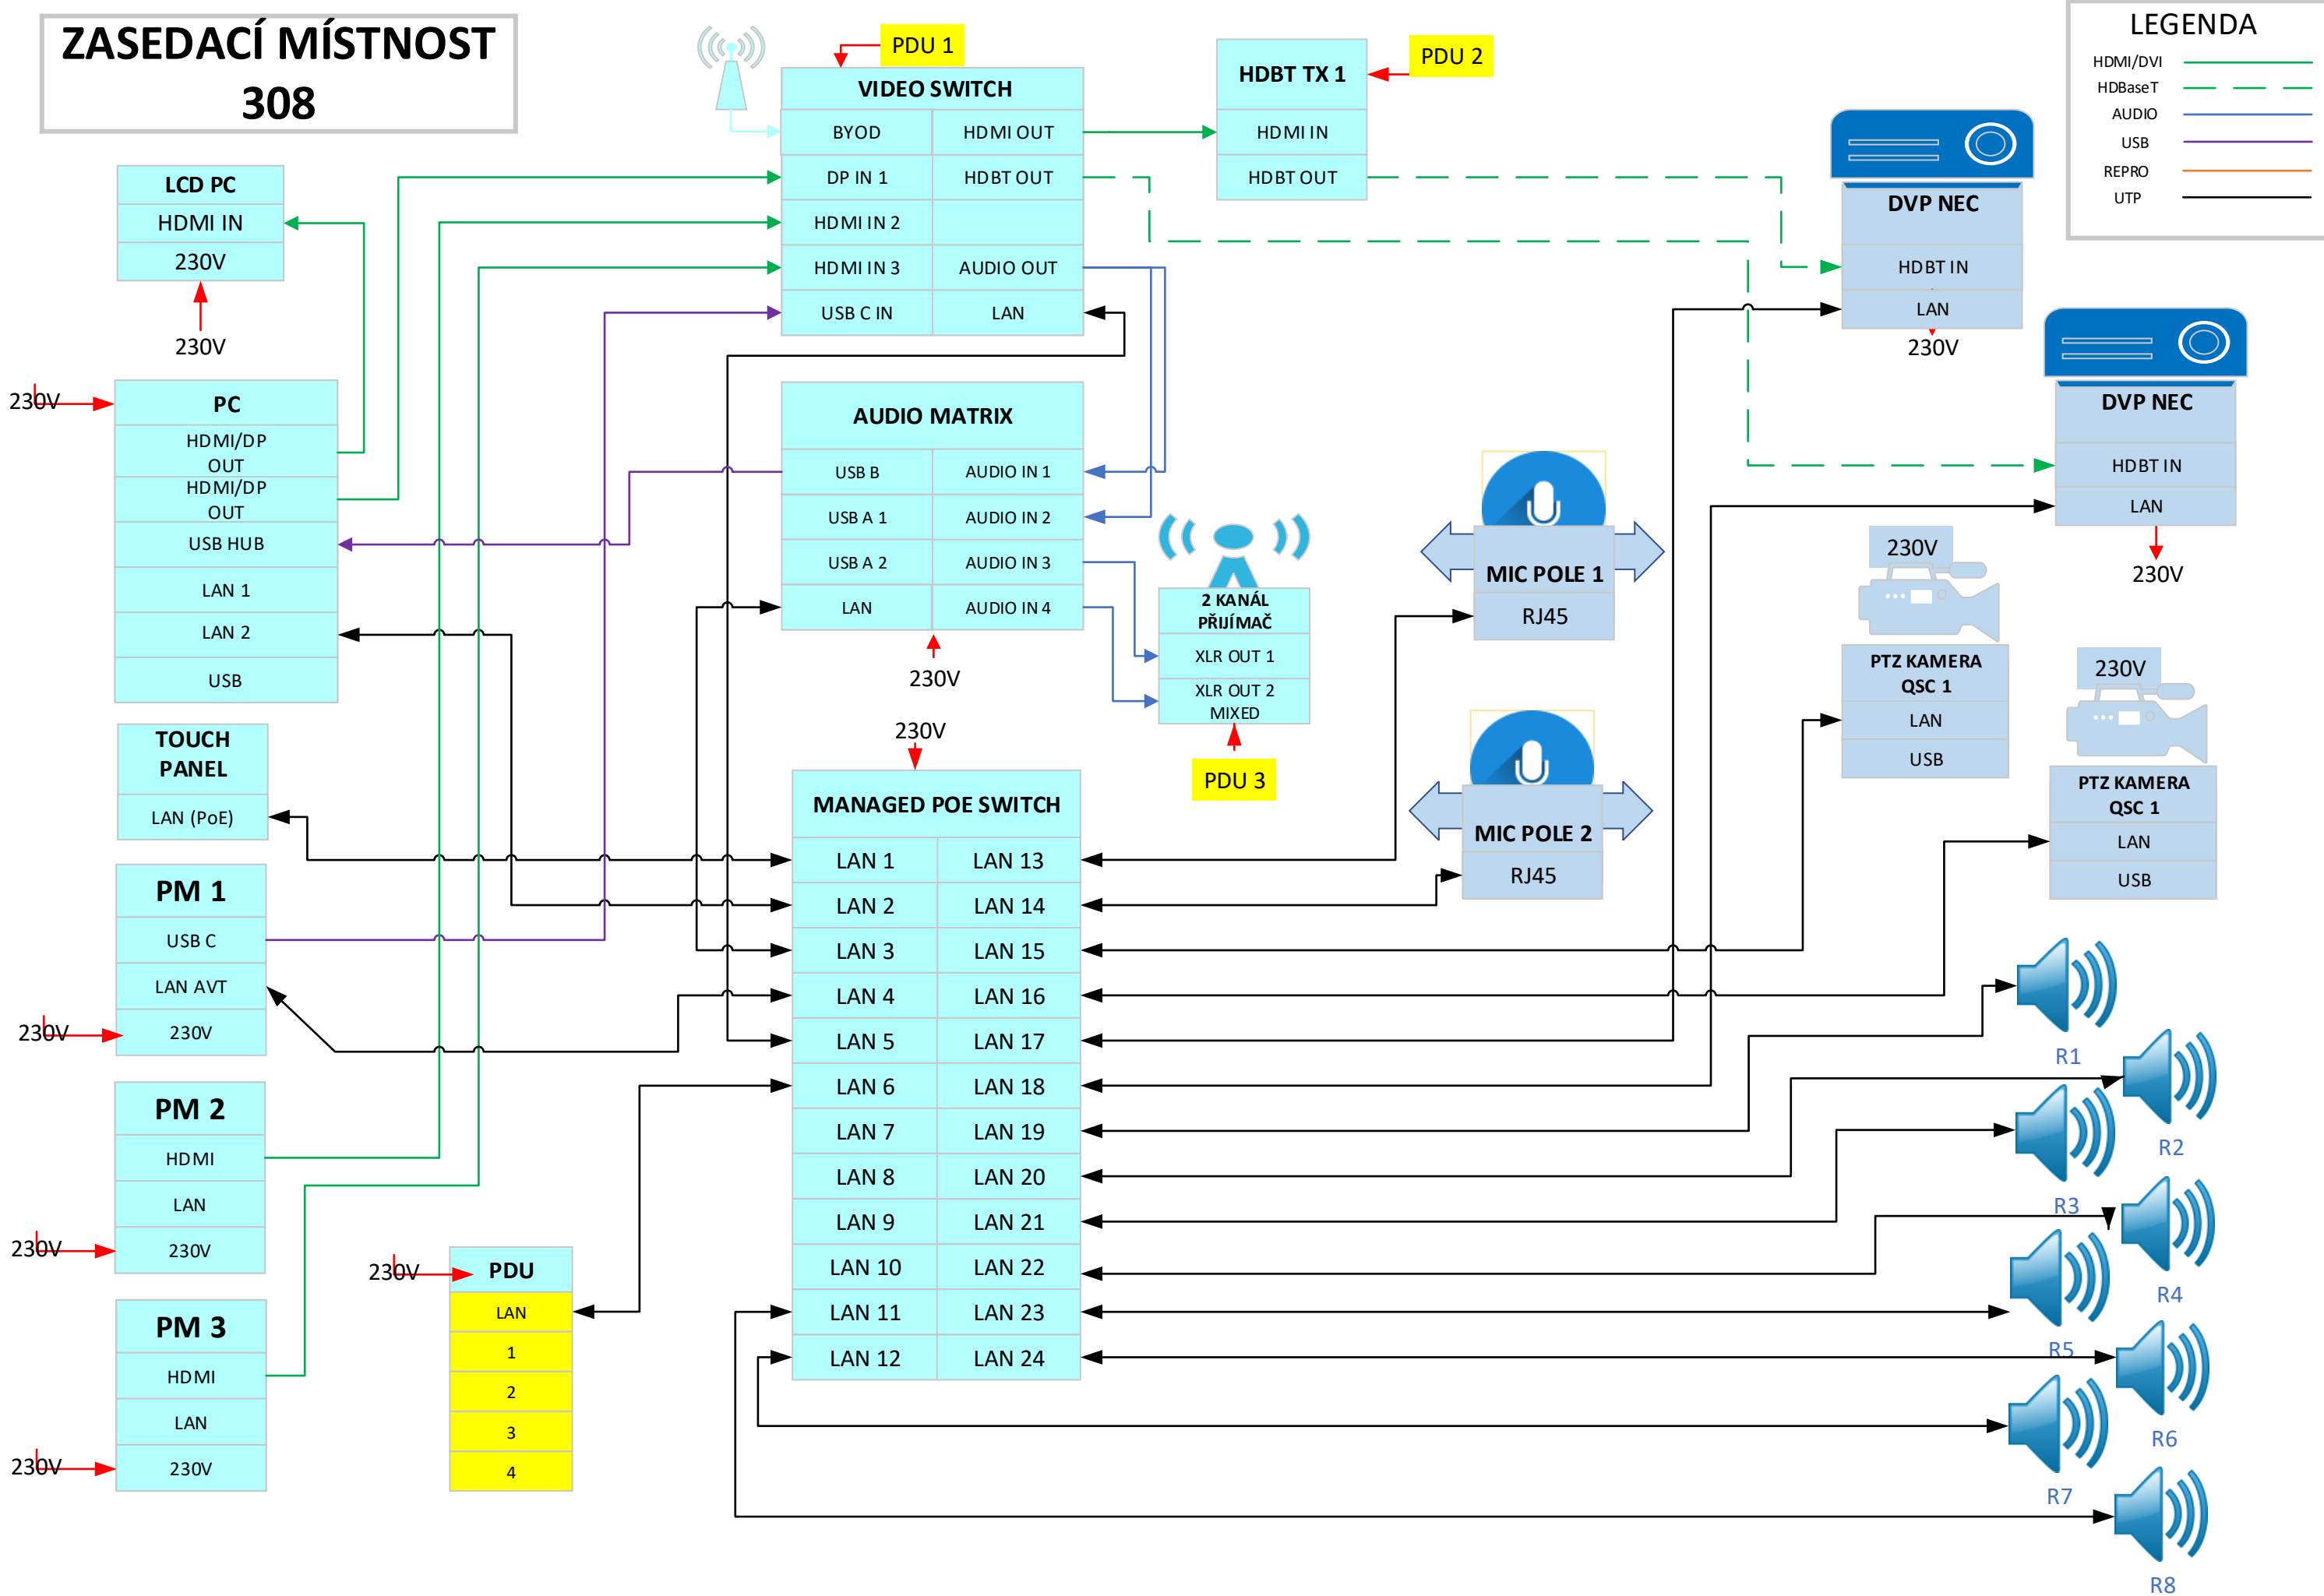 ZASEDACÍ MÍSTNOST
308
LEGENDA
HDMI/DVI
HDBaseT
AUDIO
USB
REPRO
UTP
PDU 1
VIDEO SWITCH
BYOD
HDMI OUT
DP IN 1
HDBT OUT
HDMI IN 2
HDMI IN 3
AUDIO OUT
USB C IN
LAN
HDBT TX 1
HDMI IN
HDBT OUT
PDU 2
DVP NEC
HDBT IN
LAN
230V
DVP NEC
HDBT IN
LAN
230V
LCD PC
HDMI IN
230V
230V
230V
PC
HDMI/DP
OUT
HDMI/DP
OUT
USB HUB
LAN 1
LAN 2
USB
AUDIO MATRIX
USB B
AUDIO IN 1
USB A 1
AUDIO IN 2
USB A 2
AUDIO IN 3
LAN
AUDIO IN 4
230V
2 KANÁL
PŘIJÍMAČ
XLR OUT 1
XLR OUT 2
MIXED
PDU 3
MIC POLE 1
RJ45
MIC POLE 2
RJ45
230V
PTZ KAMERA
QSC 1
LAN
USB
230V
PTZ KAMERA
QSC 1
LAN
USB
TOUCH
PANEL
LAN (PoE)
PM 1
USB C
LAN AVT
230V
230V
PM 2
HDMI
LAN
230V
230V
PM 3
HDMI
LAN
230V
230V
230V
PDU
LAN
1
2
3
4
230V
MANAGED POE SWITCH
LAN 1
LAN 13
LAN 2
LAN 14
LAN 3
LAN 15
LAN 4
LAN 16
LAN 5
LAN 17
LAN 6
LAN 18
LAN 7
LAN 19
LAN 8
LAN 20
LAN 9
LAN 21
LAN 10
LAN 22
LAN 11
LAN 23
LAN 12
LAN 24
R1
R2
R3
R4
R5
R6
R7
R8